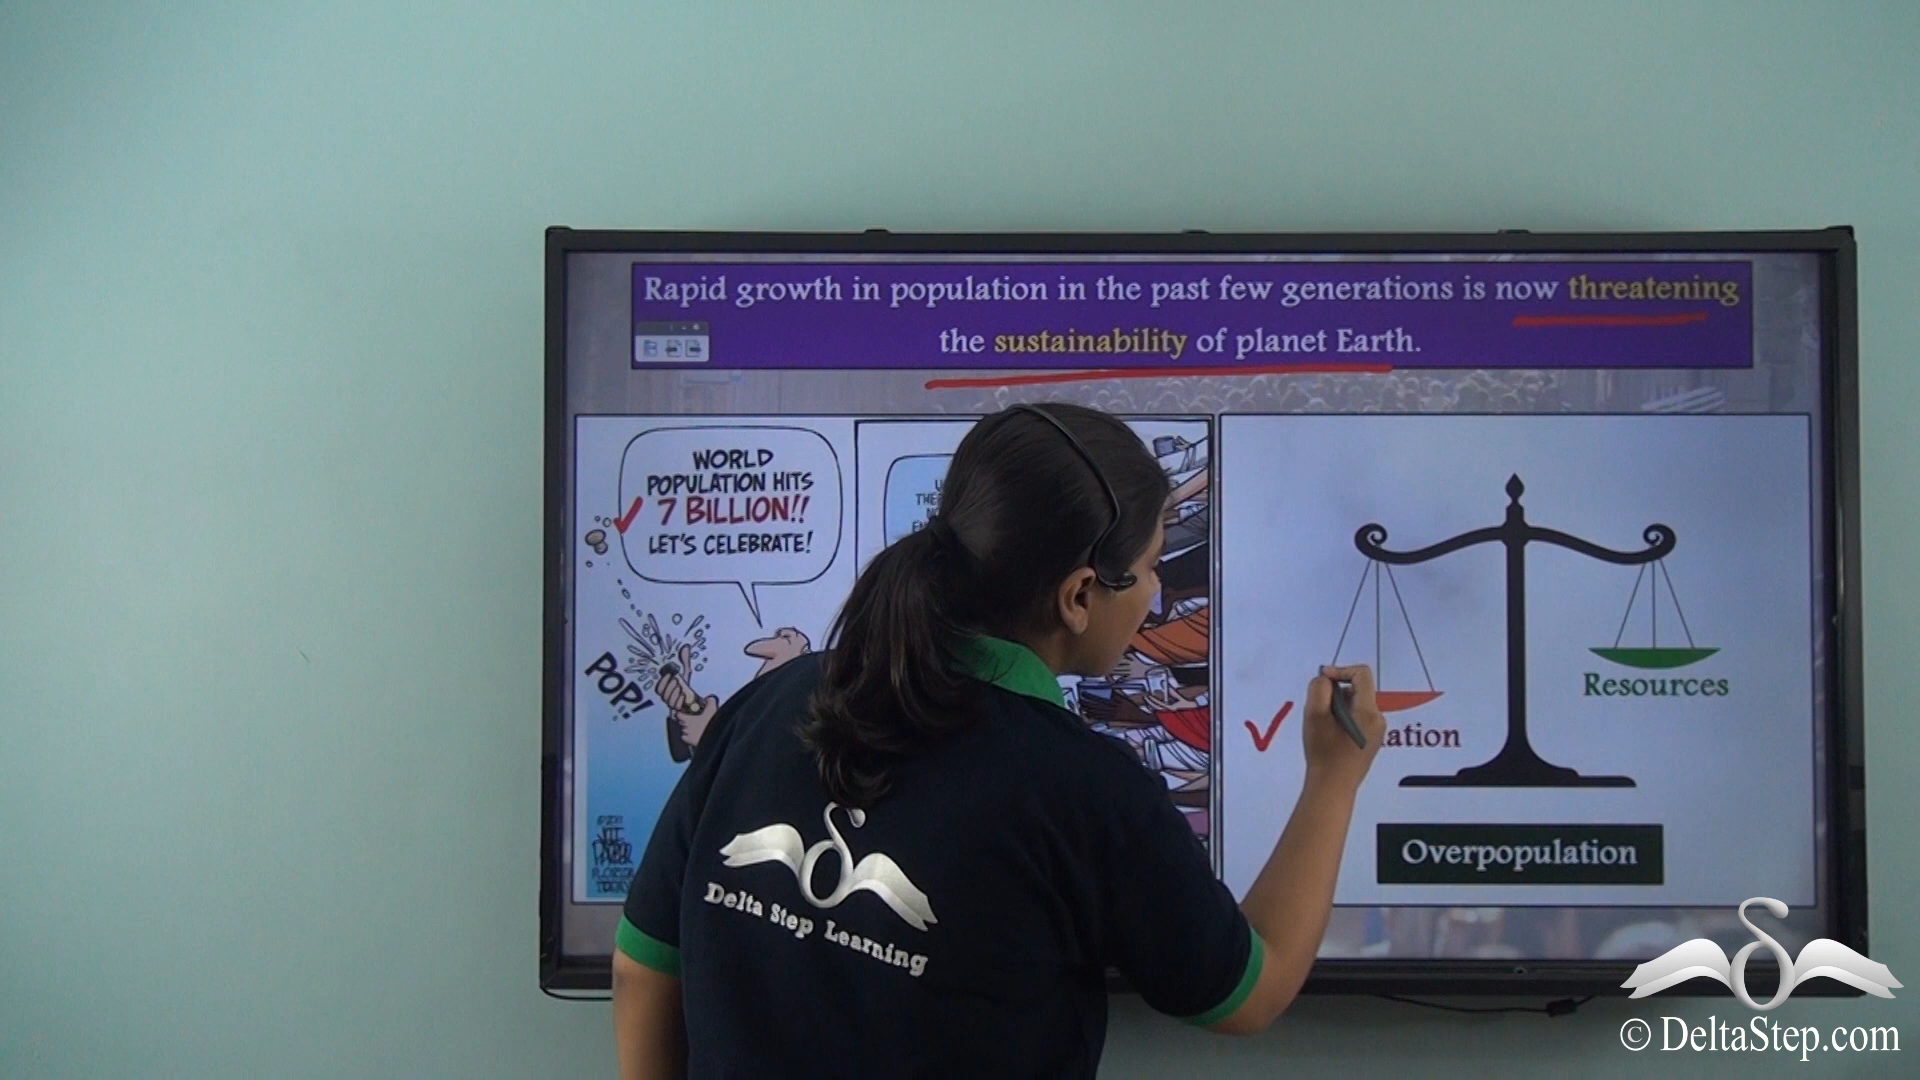 Rapid growth in population in the past few generations is now threatening
the sustainability of planet Earth.
WORLD
POPULATION HITS
7 BILLION!!
LET'S CELEBRATE!
POP!
Resources
Overpopulation
Delta Step Learning
© DeltaStep.com